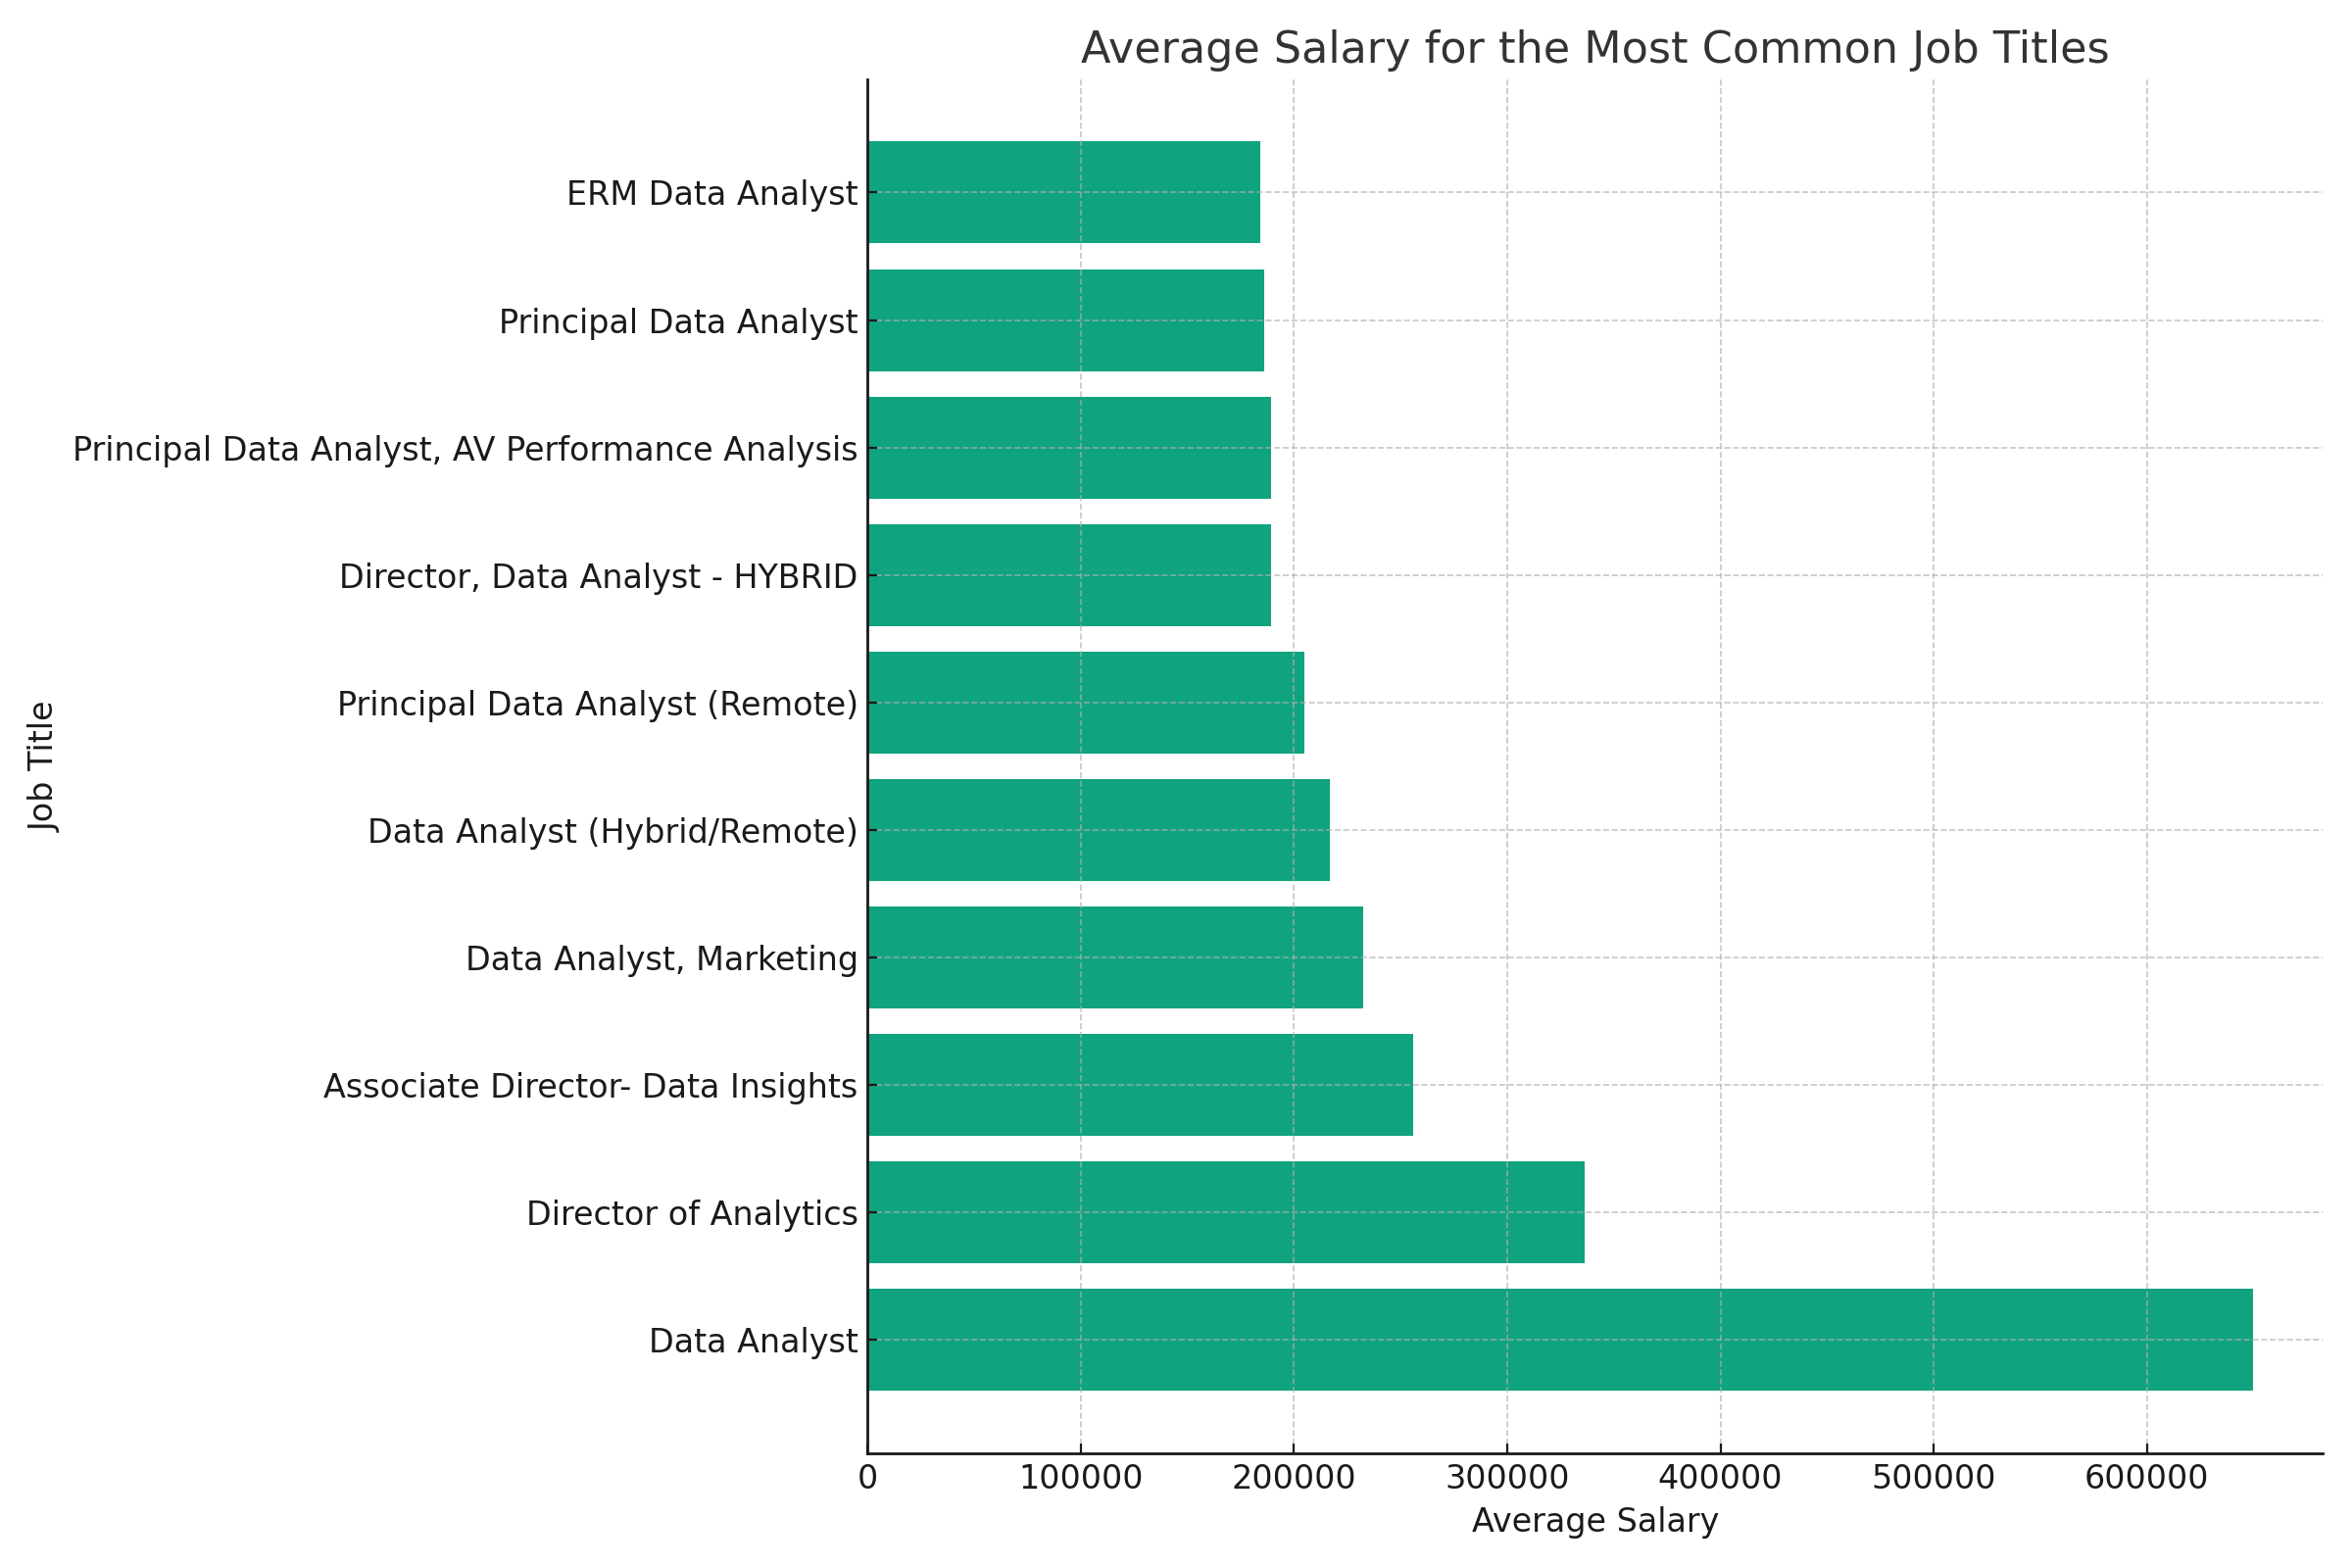 Average Salary for the Most Common Job Titles
ERM Data Analyst
Principal Data Analyst
Principal Data Analyst, AV Performance Analysis
Director, Data Analyst - HYBRID
Principal Data Analyst (Remote)
Data Analyst (Hybrid/Remote)
Data Analyst, Marketing
Associate Director- Data Insights
Director of Analytics
Data Analyst
Job Title
0 100000 200000 300000 400000 500000 600000
Average Salary